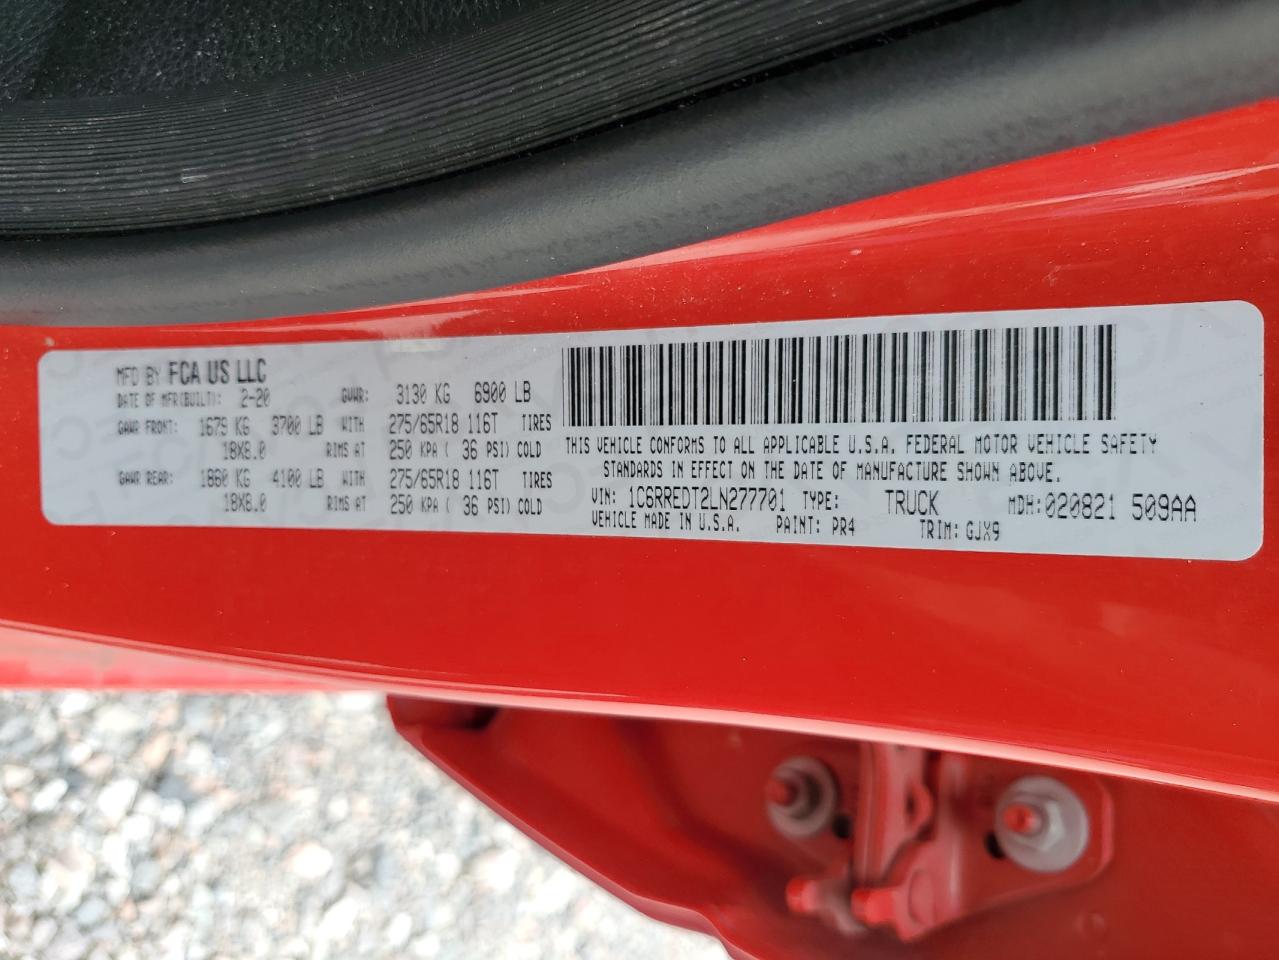 MFD BY FCA US LLC
DATE OF MFR(BUILT): 2-20 GVWR: 3130 KG 6900 LB
GAWR FRONT: 1679 KG 3700 LB WITH 275/65R18 116T TIRES
18X8.0 RIMS AT 250 KPA ( 36 PSI) COLD
GAWR REAR: 1860 KG 4100 LB WITH 275/65R18 116T TIRES
18X8.0 RIMS AT 250 KPA ( 36 PSI) COLD
THIS VEHICLE CONFORMS TO ALL APPLICABLE U.S.A. FEDERAL MOTOR VEHICLE SAFETY
STANDARDS IN EFFECT ON THE DATE OF MANUFACTURE SHOWN ABOVE.
VIN: 1C6RREDT2LN277701 TYPE: TRUCK MDH:020821 509AA
VEHICLE MADE IN U.S.A. PAINT: PR4 TRIM: GJX9